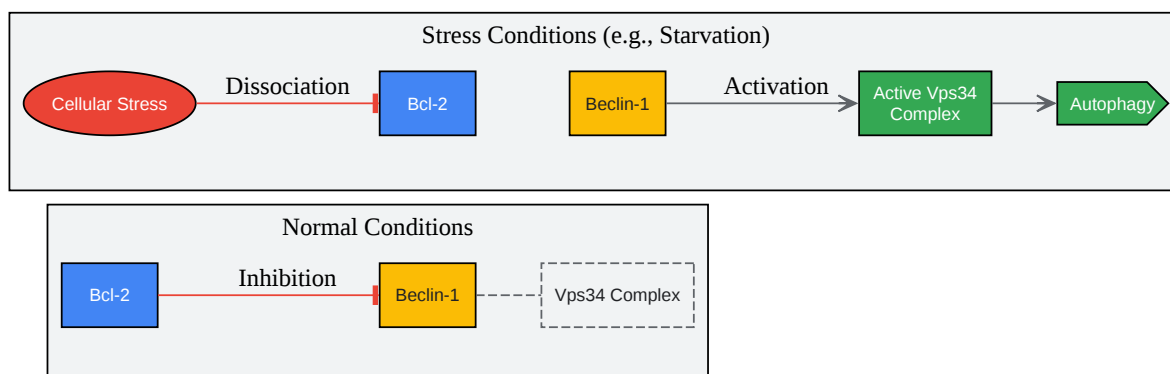 Stress Conditions (e.g., Starvation)
Cellular Stress
Dissociation
Bcl-2
Beclin-1
Activation
Active Vps34
Complex
Autophagy
Normal Conditions
Bcl-2
Inhibition
Beclin-1
Vps34 Complex